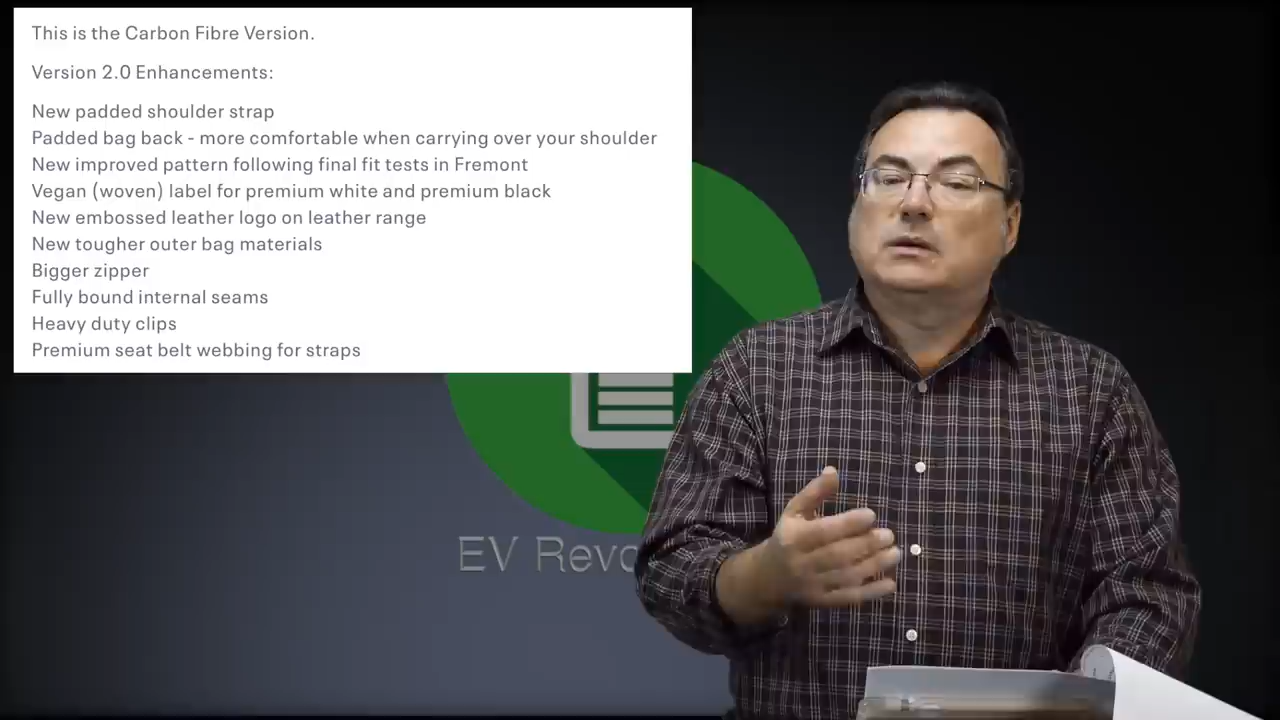 This is the Carbon Fibre Version.
Version 2.0 Enhancements:
New padded shoulder strap
Padded bag back - more comfortable when carrying over your shoulder
New improved pattern following final fit tests in Fremont
Vegan (woven) label for premium white and premium black
New embossed leather logo on leather range
New tougher outer bag materials
Bigger zipper
Fully bound internal seams
Heavy duty clips
Premium seat belt webbing for straps
EV Revo